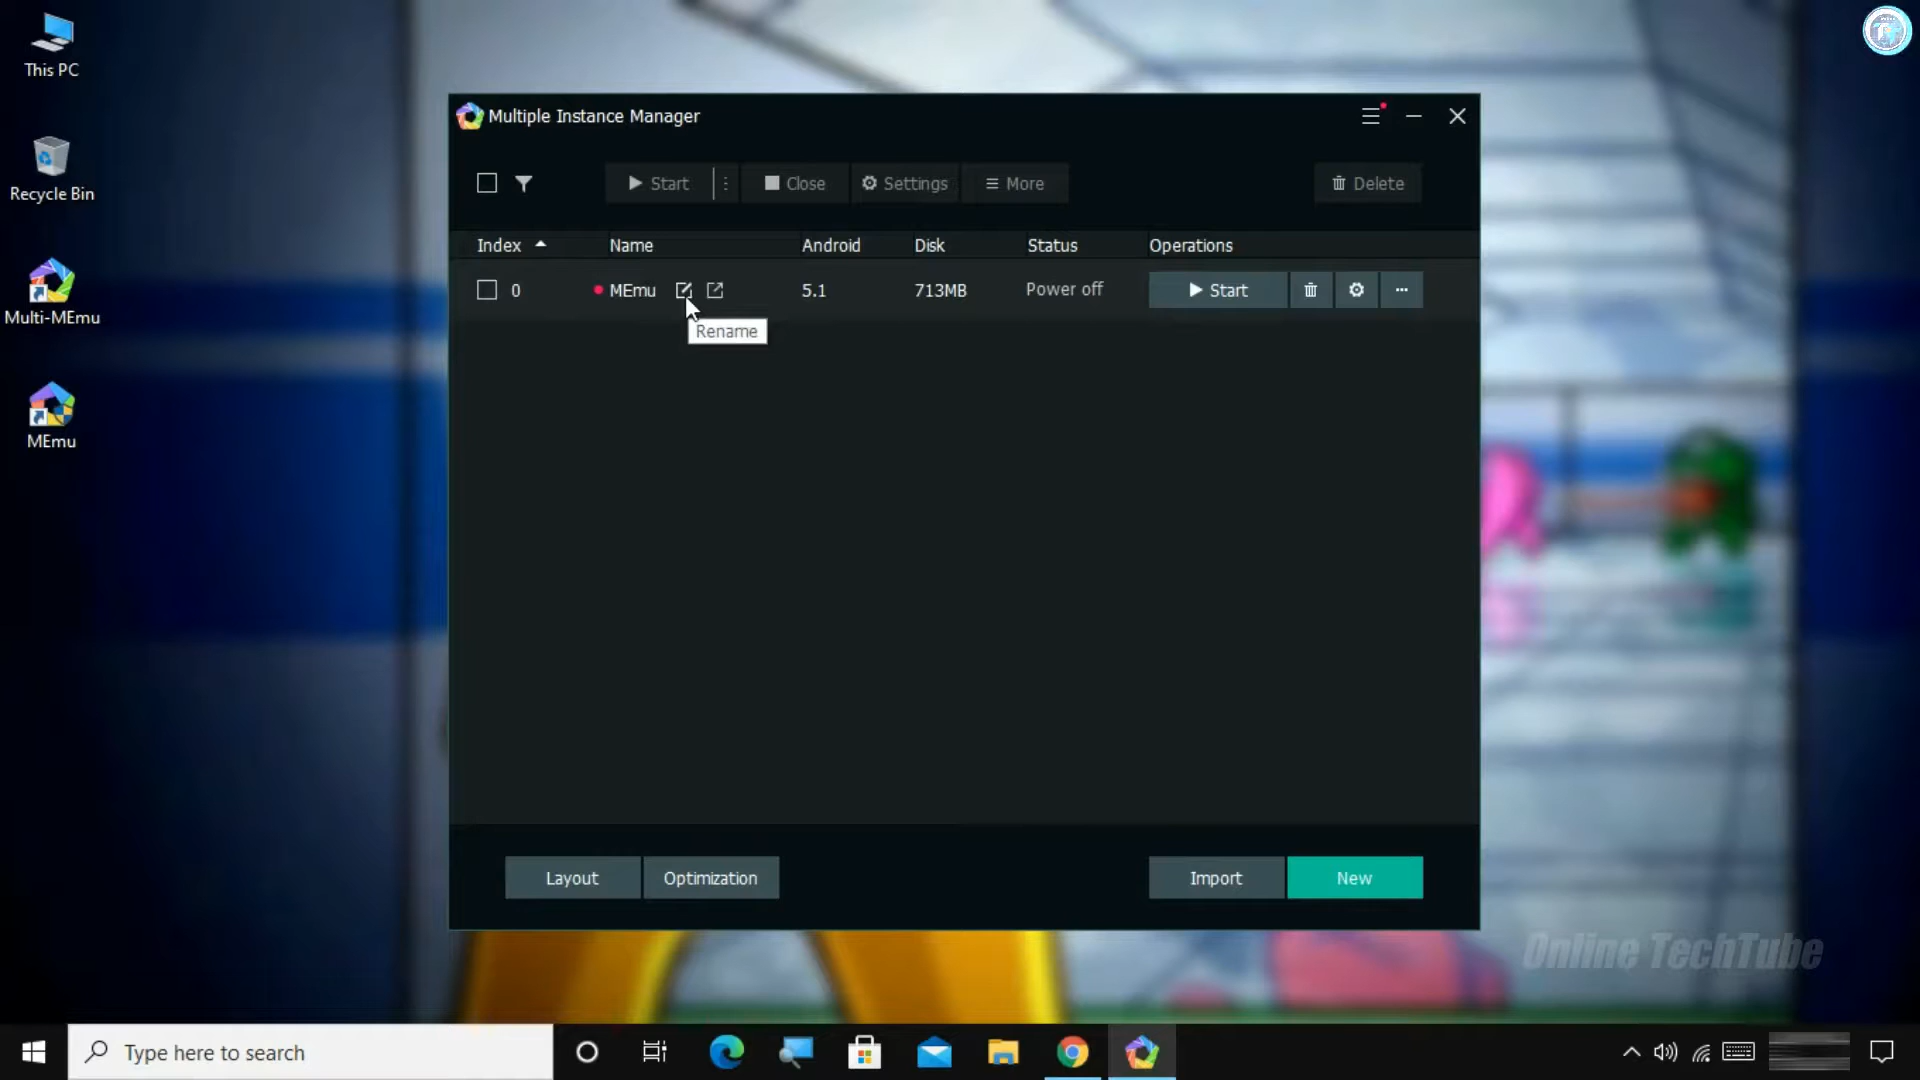 This PC
Recycle Bin
Multi-MEmu
MEmu
Multiple Instance Manager
Start
Close
Settings
More
Delete
Index Name Android Disk Status Operations
0 MEmu 5.1 713MB Power off Start
Rename
Layout
Optimization
Import
New
Online TechTube
Type here to search